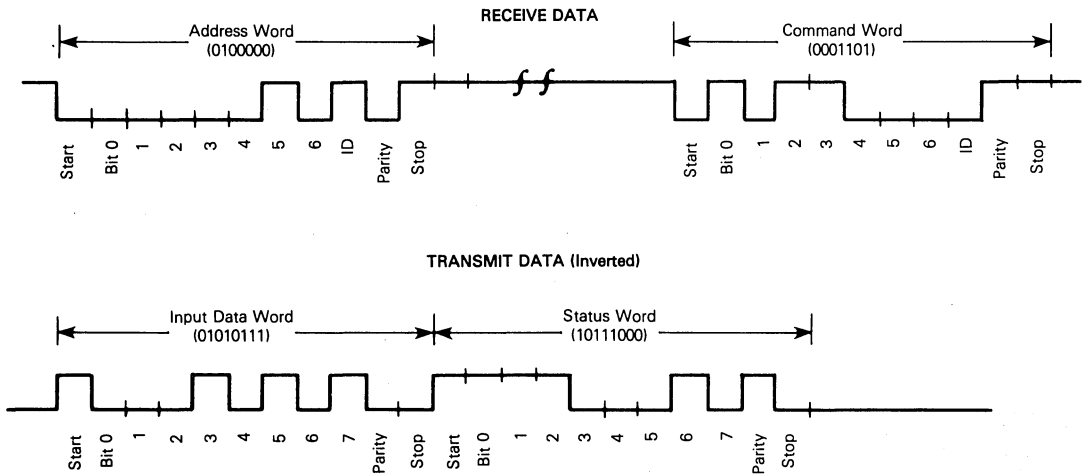 RECEIVE DATA
Address Word
(0100000)
Command Word
(0001101)
Start Bit 0 1 2 3 4 5 6 ID Parity Stop
Start Bit 0 1 2 3 4 5 6 ID Parity Stop
TRANSMIT DATA (Inverted)
Input Data Word
(01010111)
Status Word
(10111000)
Start Bit 0 1 2 3 4 5 6 7 Parity Stop Start Bit 0 1 2 3 4 5 6 7 Parity Stop